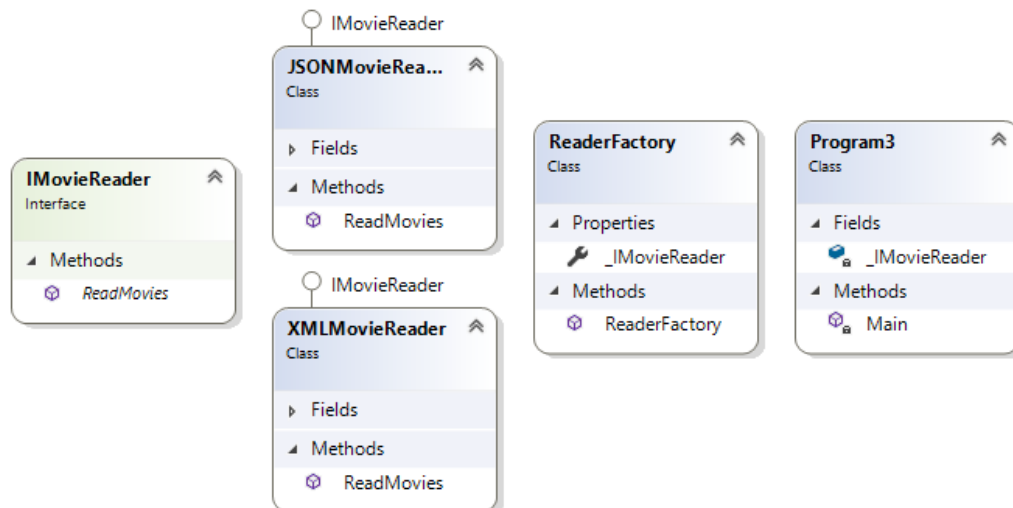 IMovieReader
Interface
Methods
ReadMovies
IMovieReader
JSONMovieRea...
Class
Fields
Methods
ReadMovies
IMovieReader
XMLMovieReader
Class
Fields
Methods
ReadMovies
ReaderFactory
Class
Properties
_IMovieReader
Methods
ReaderFactory
Program3
Class
Fields
_IMovieReader
Methods
Main